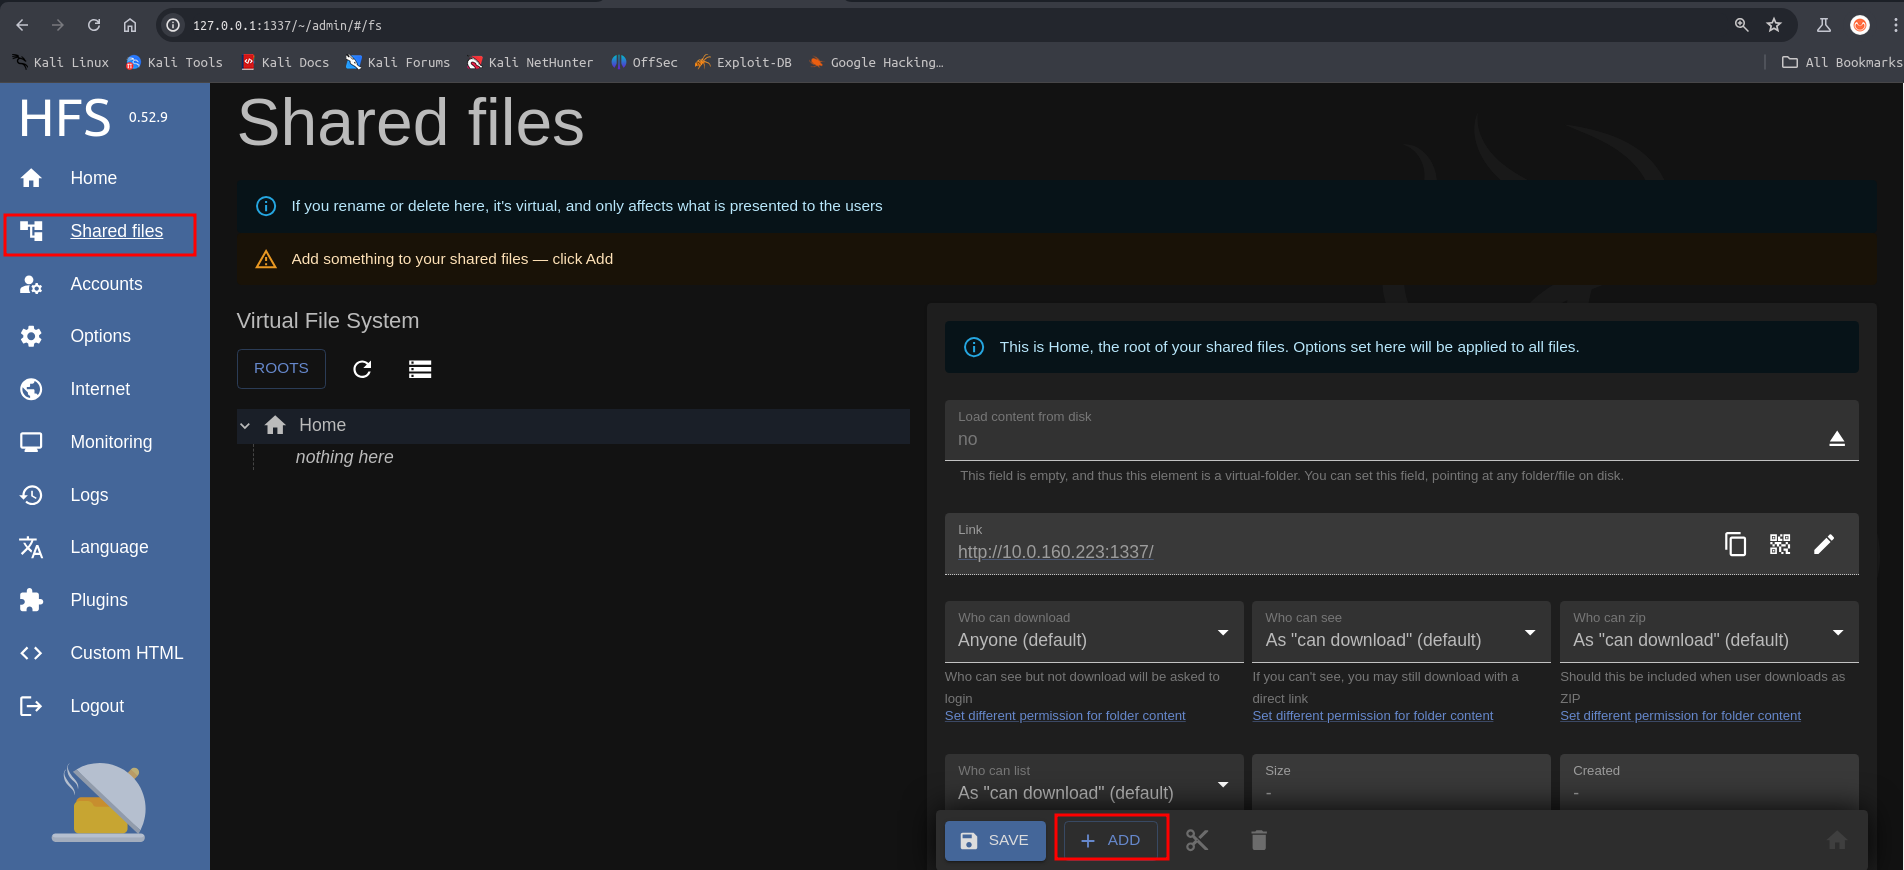 127.0.0.1:1337/~/admin/#/fs
Kali Linux
Kali Tools
Kali Docs
Kali Forums
Kali NetHunter
OffSec
Exploit-DB
Google Hacking…
All Bookmarks
HFS 0.52.9
Home
Shared files
Accounts
Options
Internet
Monitoring
Logs
Language
Plugins
Custom HTML
Logout
Shared files
If you rename or delete here, it's virtual, and only affects what is presented to the users
Add something to your shared files — click Add
Virtual File System
ROOTS
Home
nothing here
This is Home, the root of your shared files. Options set here will be applied to all files.
Load content from disk
no
This field is empty, and thus this element is a virtual-folder. You can set this field, pointing at any folder/file on disk.
Link
http://10.0.160.223:1337/
Who can download
Anyone (default)
Who can see but not download will be asked to
login
Set different permission for folder content
Who can see
As "can download" (default)
If you can't see, you may still download with a
direct link
Set different permission for folder content
Who can zip
As "can download" (default)
Should this be included when user downloads as
ZIP
Set different permission for folder content
Who can list
As "can download" (default)
Size
-
Created
-
SAVE
ADD